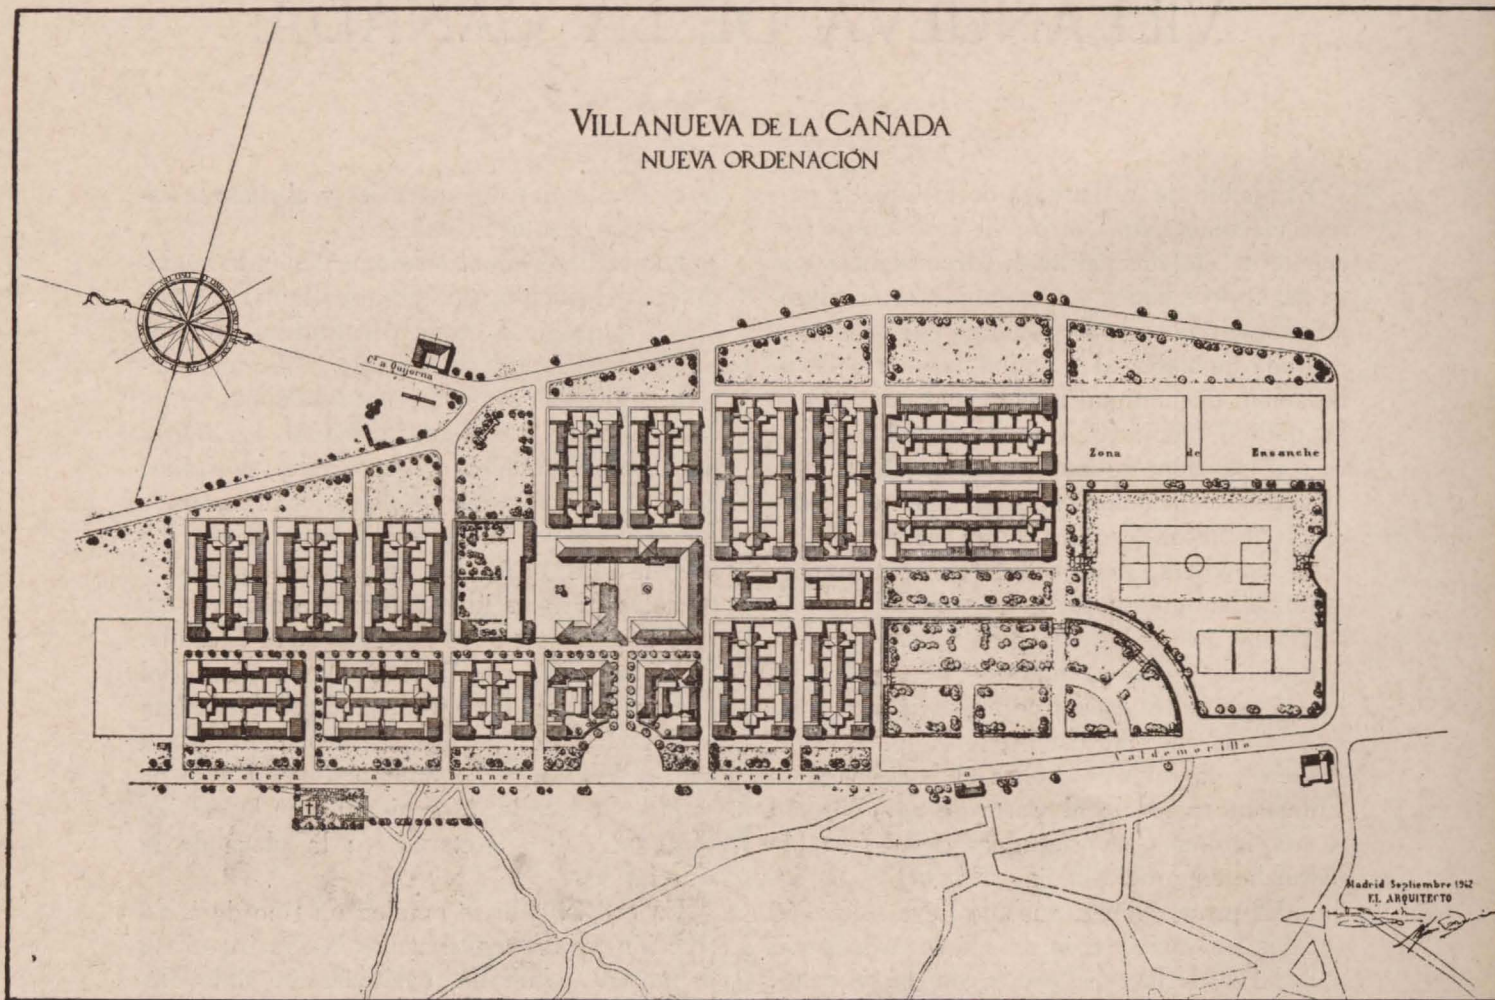 VILLANUEVA DE LA CAÑADA
NUEVA ORDENACIÓN
Cª a Quijorna
Zona de Ensanche
Carretera a Brunete
Carretera a Valdemorillo
Madrid Septiembre 1942
EL ARQUITECTO